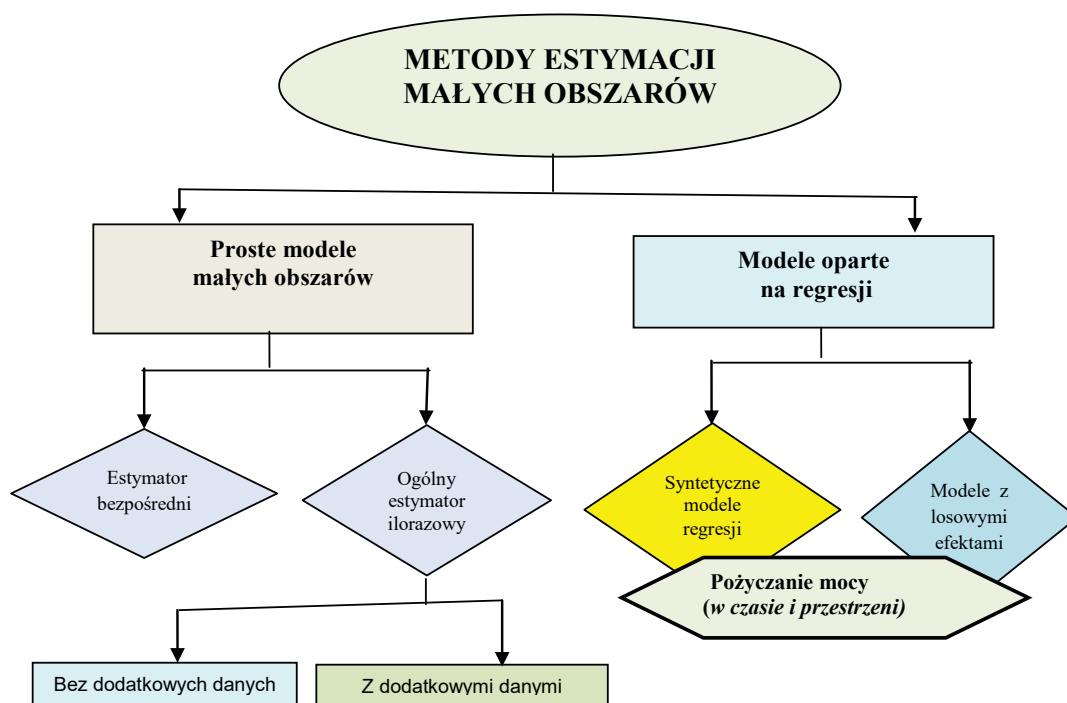 METODY ESTYMACJI
MAŁYCH OBSZARÓW
Proste modele
małych obszarów
Modele oparte
na regresji
Estymator
bezpośredni
Ogólny
estymator
ilorazowy
Syntetyczne
modele
regresji
Modele z
losowymi
efektami
Pożyczanie mocy
(w czasie i przestrzeni)
Bez dodatkowych danych
Z dodatkowymi danymi